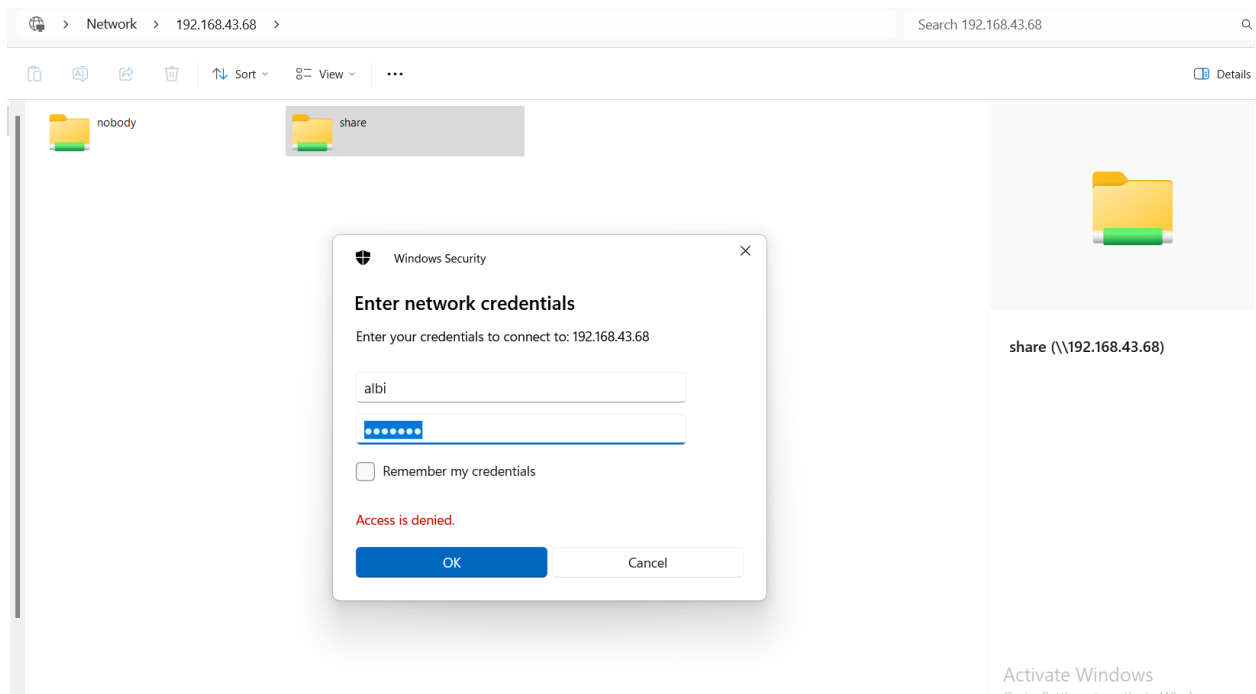 Network > 192.168.43.68 >
Search 192.168.43.68
Sort
View
Details
nobody
share
Windows Security
Enter network credentials
Enter your credentials to connect to: 192.168.43.68
albi
Remember my credentials
Access is denied.
OK
Cancel
share (\\192.168.43.68)
Activate Windows